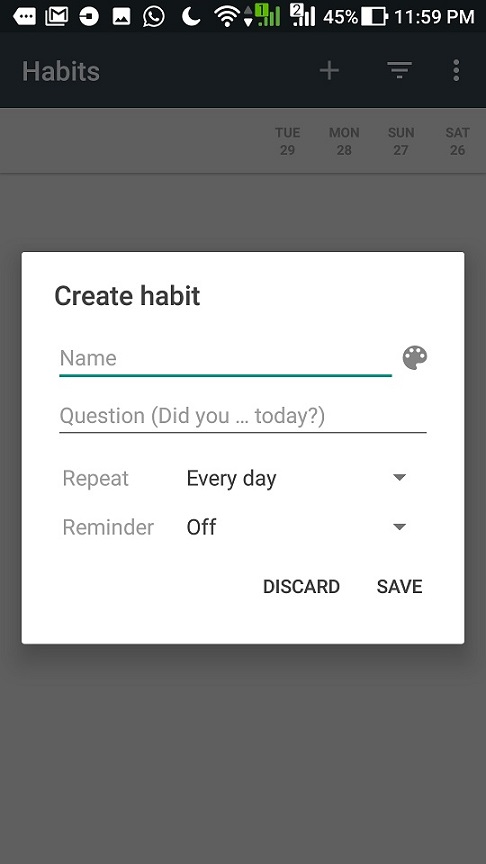 1 2 45% 11:59 PM
Habits
TUE MON SUN SAT
29 28 27 26
Create habit
Name
Question (Did you ... today?)
Repeat Every day
Reminder Off
DISCARD SAVE